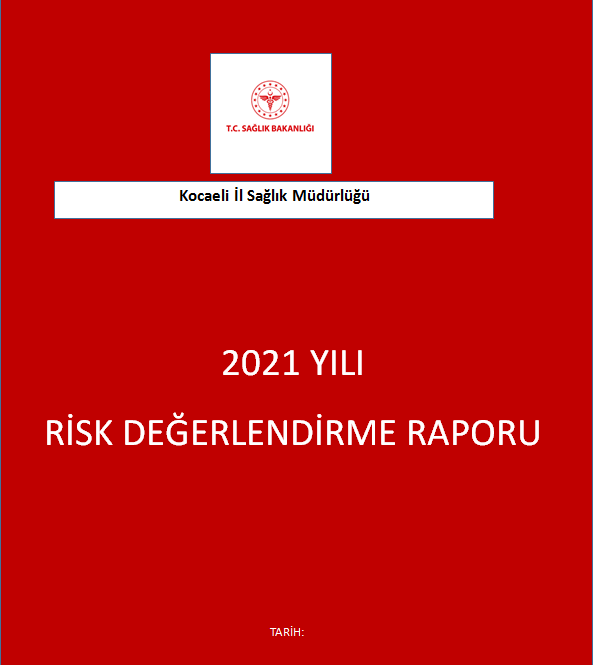 T.C. SAĞLIK BAKANLIĞI
Kocaeli İl Sağlık Müdürlüğü
2021 YILI
RİSK DEĞERLENDİRME RAPORU
TARİH: